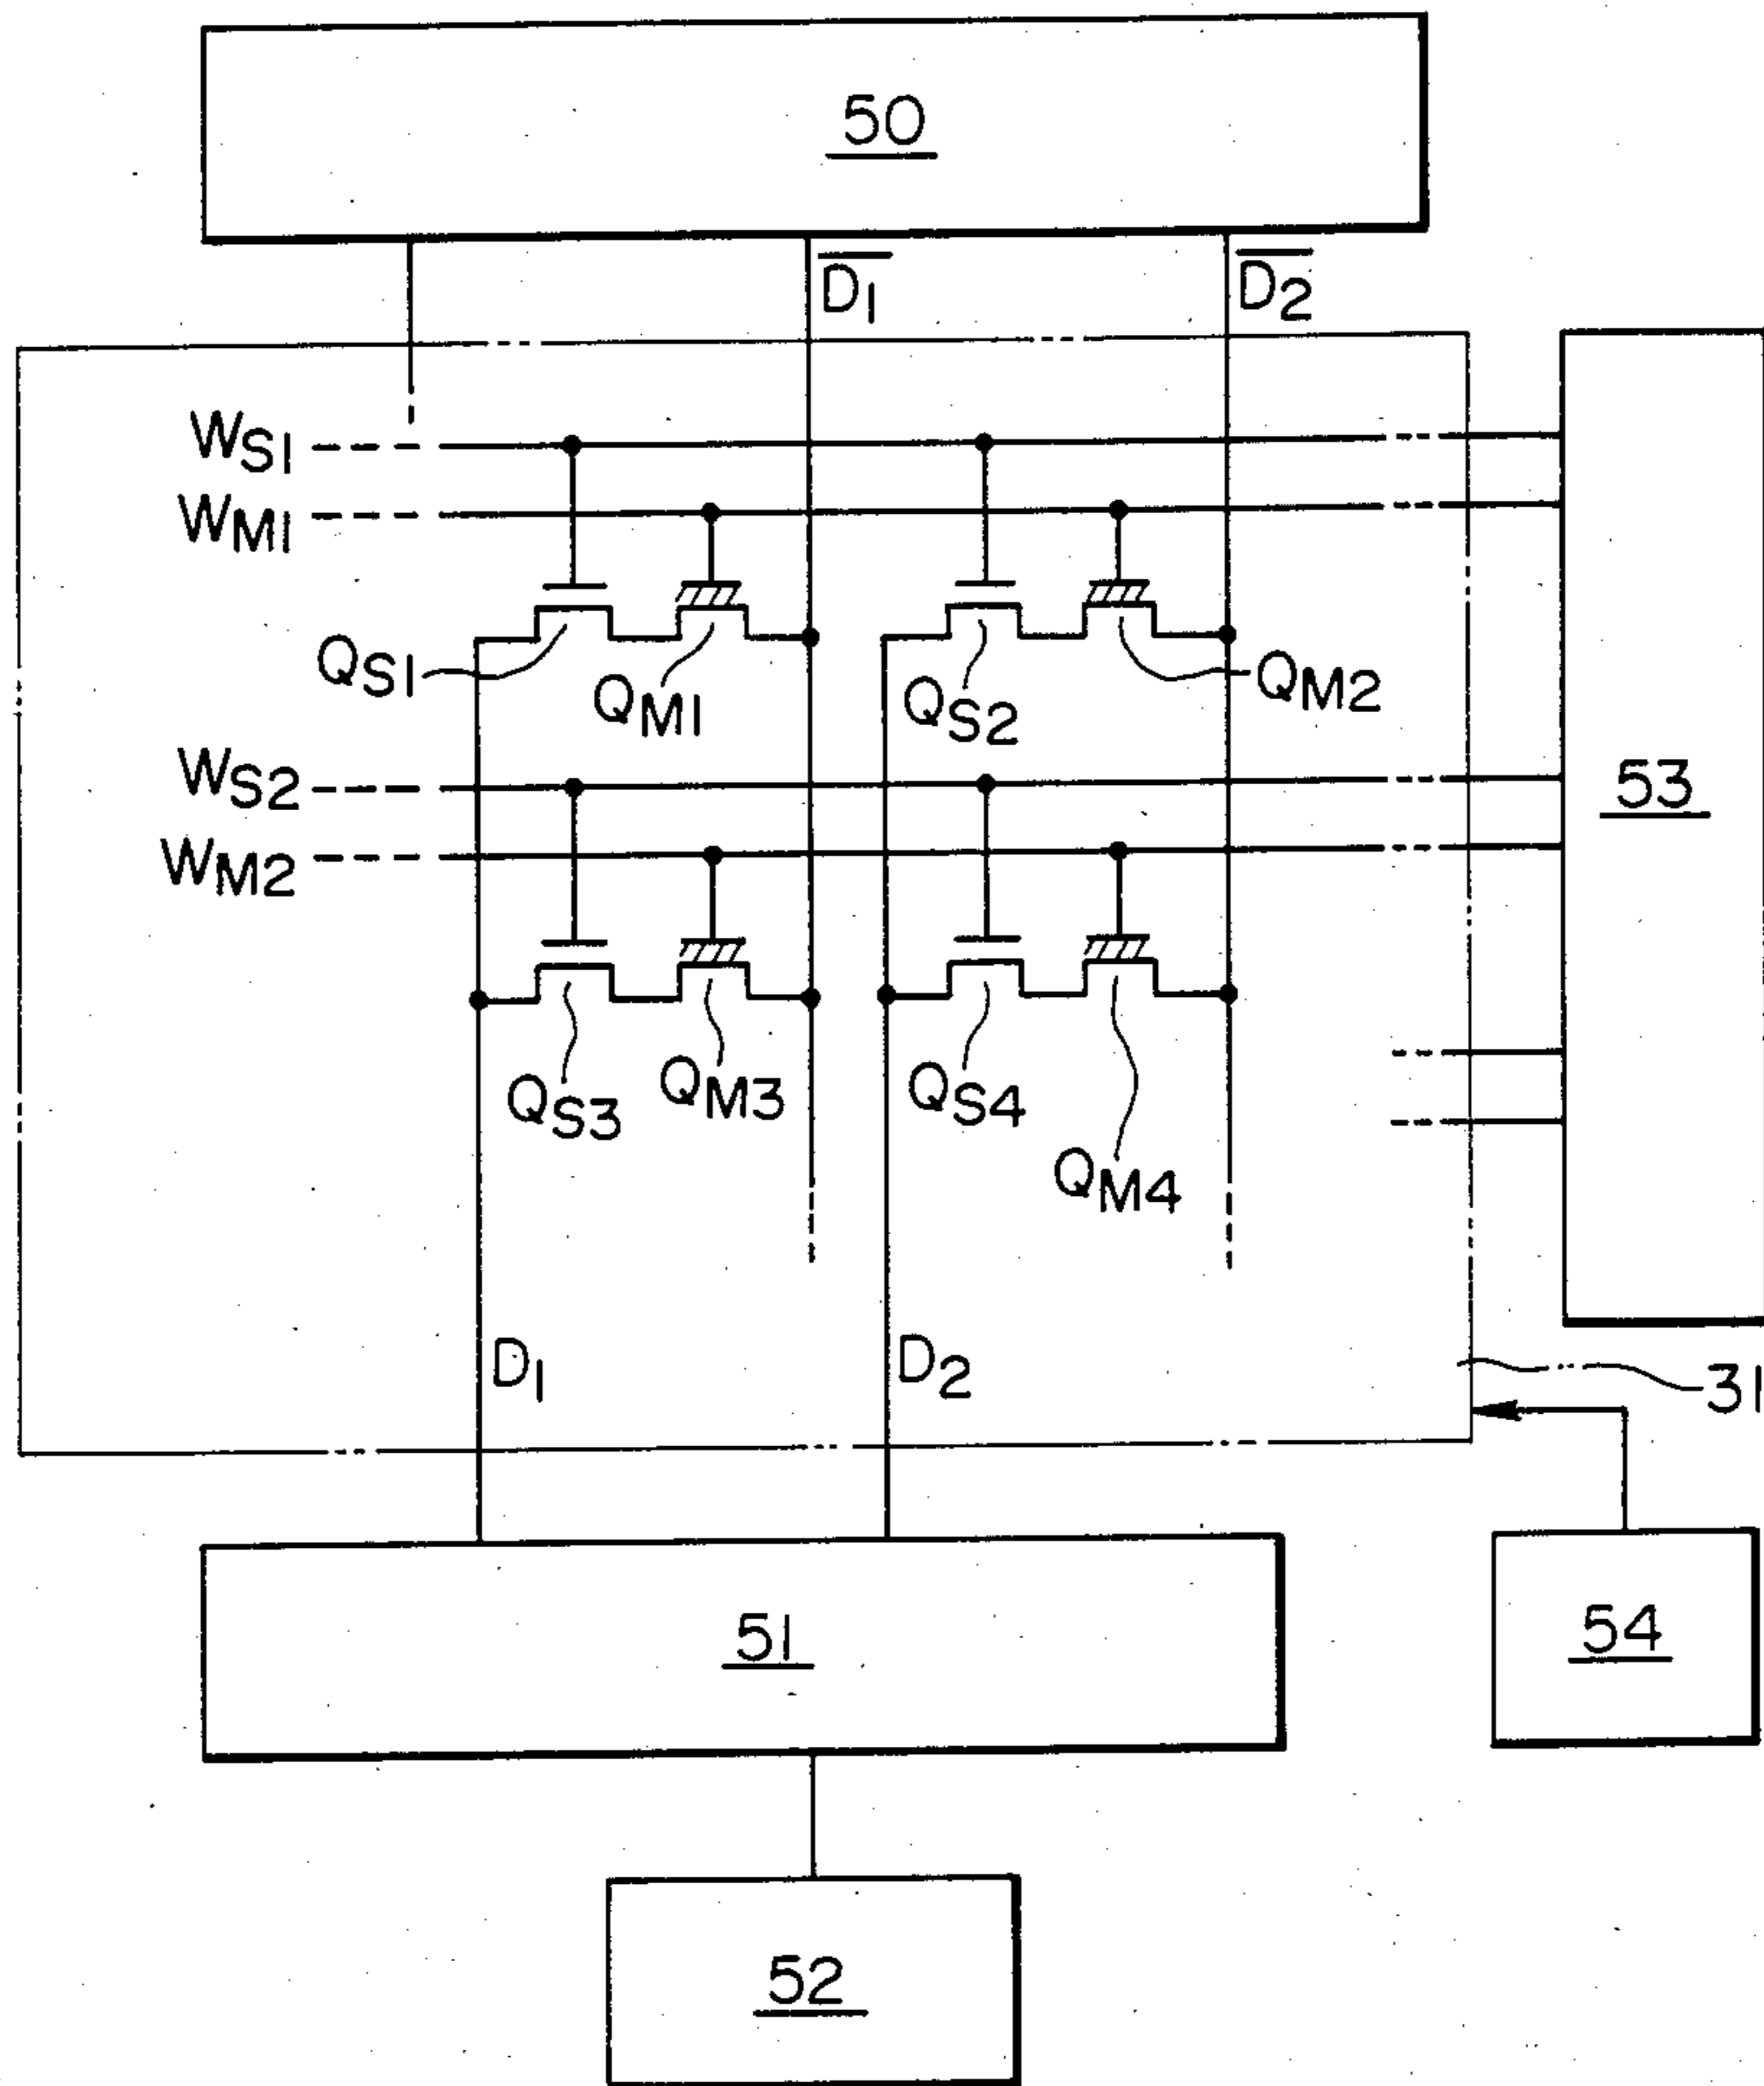 50
D̅1 D̅2
WS1
WM1
QS1 QM1 QS2 QM2
WS2
53
WM2
QS3 QM3 QS4
QM4
D1 D2
31
51 54
52